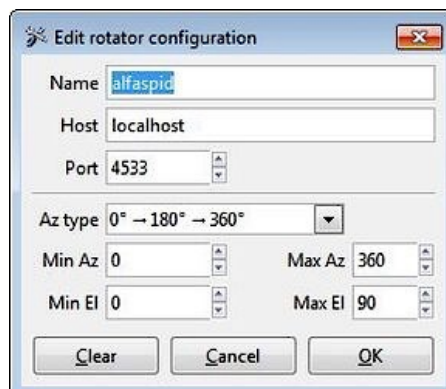 Edit rotator configuration
Name alfaspid
Host localhost
Port 4533
Az type 0° → 180° → 360°
Min Az 0 Max Az 360
Min El 0 Max El 90
Clear Cancel OK